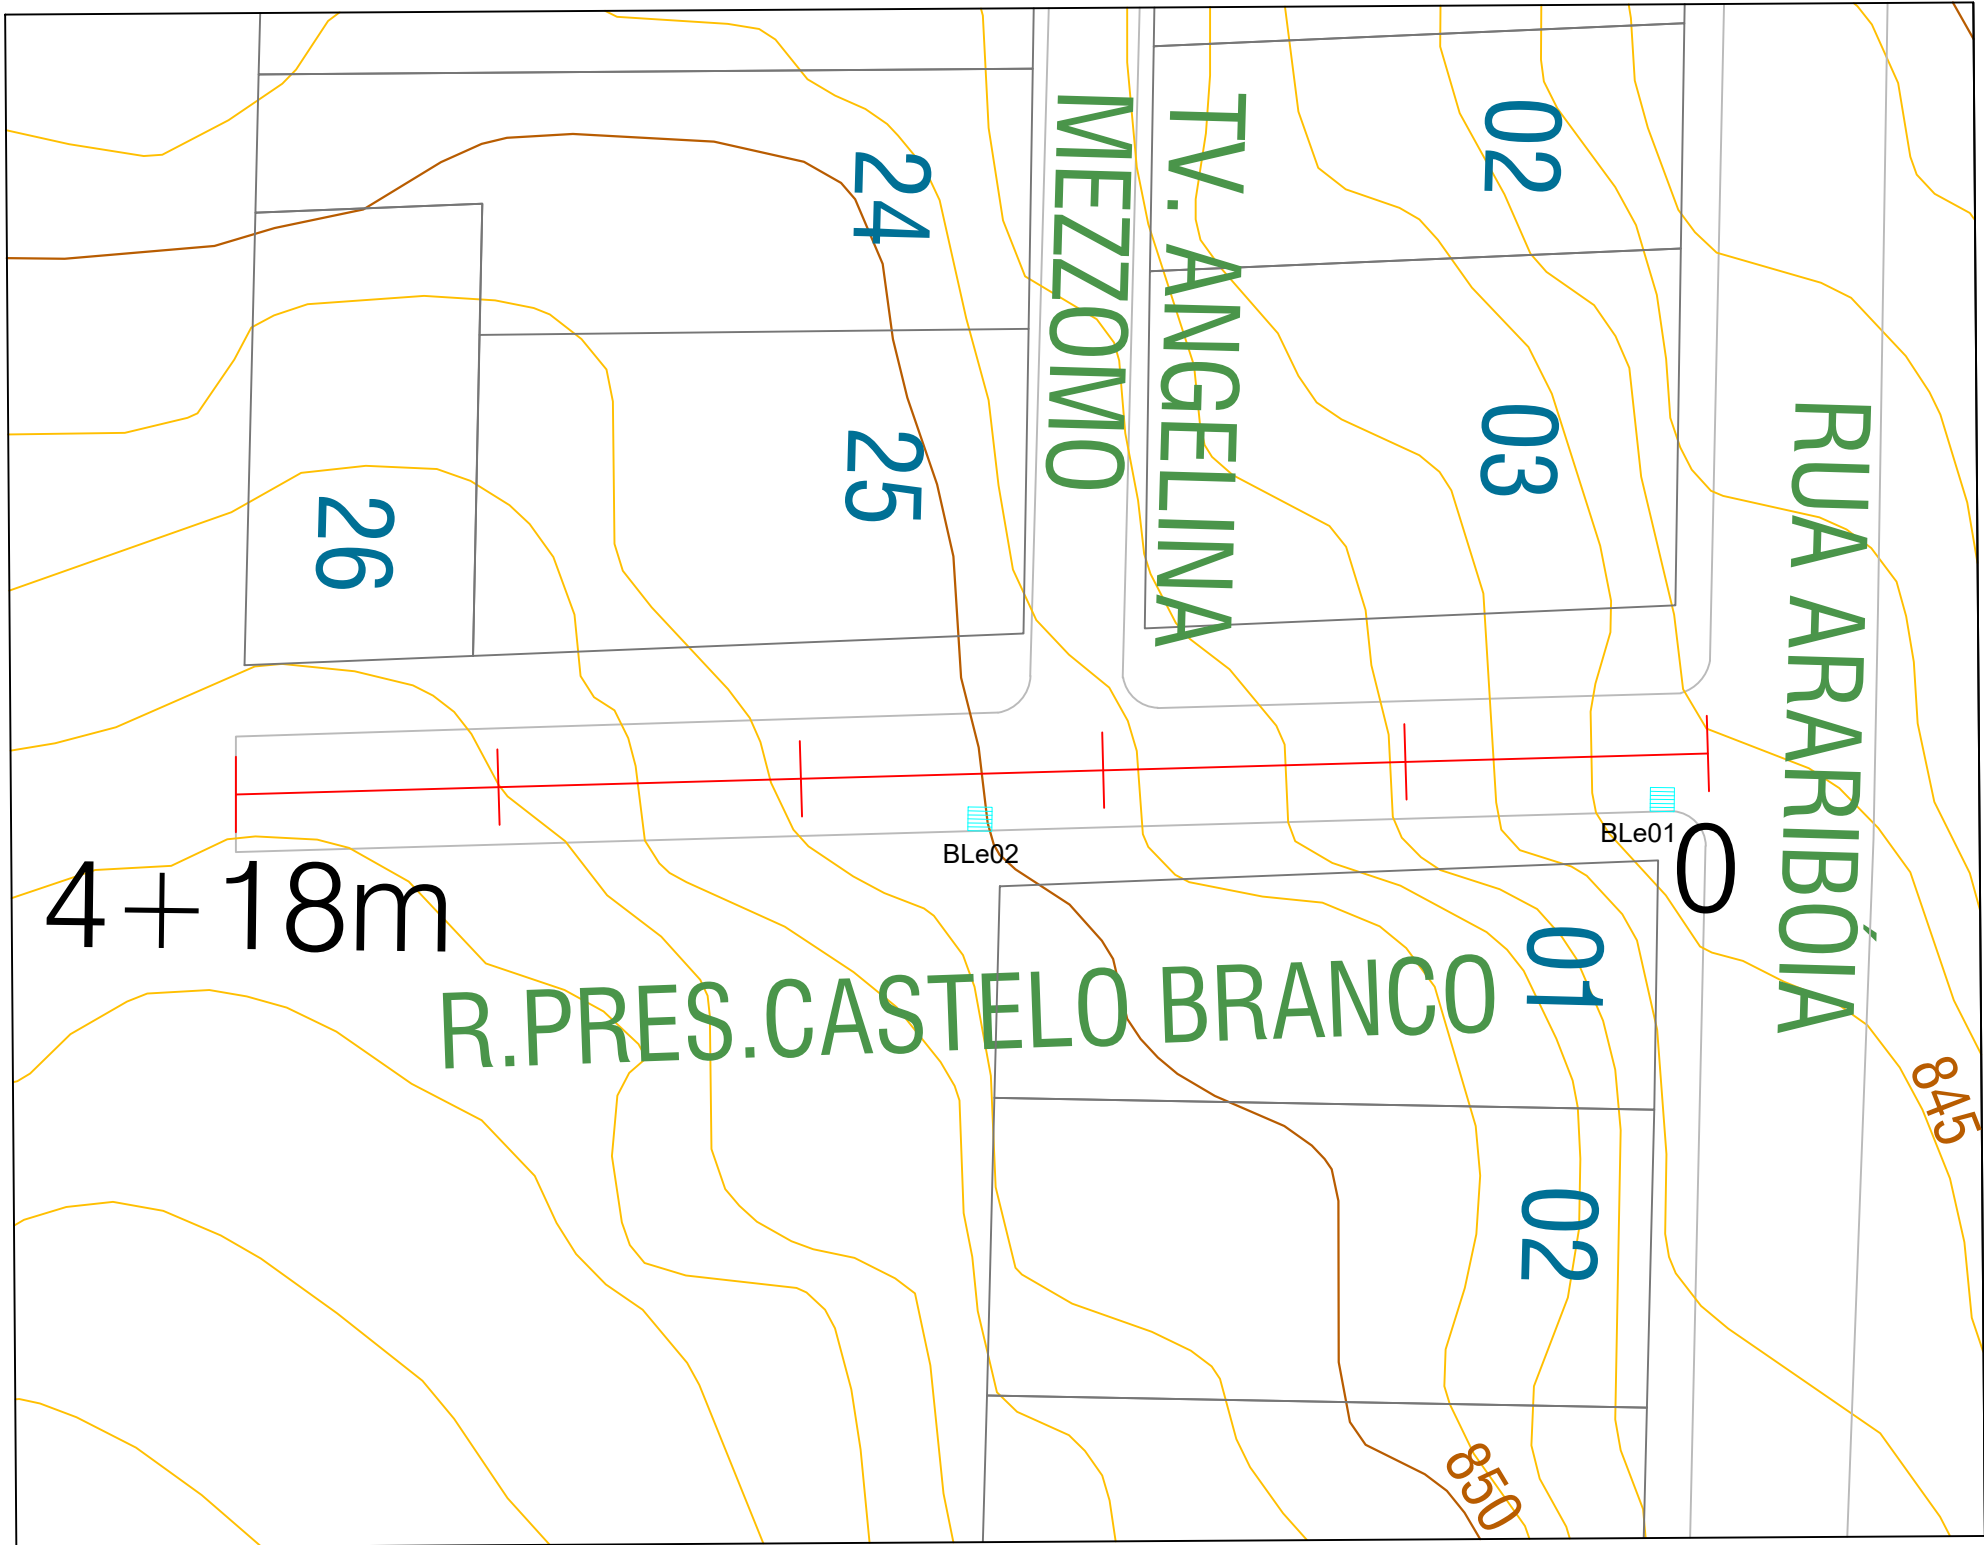 24
25
26
TV. ANGELINA
MEZZOMO
02
03
RUA ARARIBÓIA
BLe02
BLe01
0
4+18m
R.PRES.CASTELO BRANCO
01
02
845
850